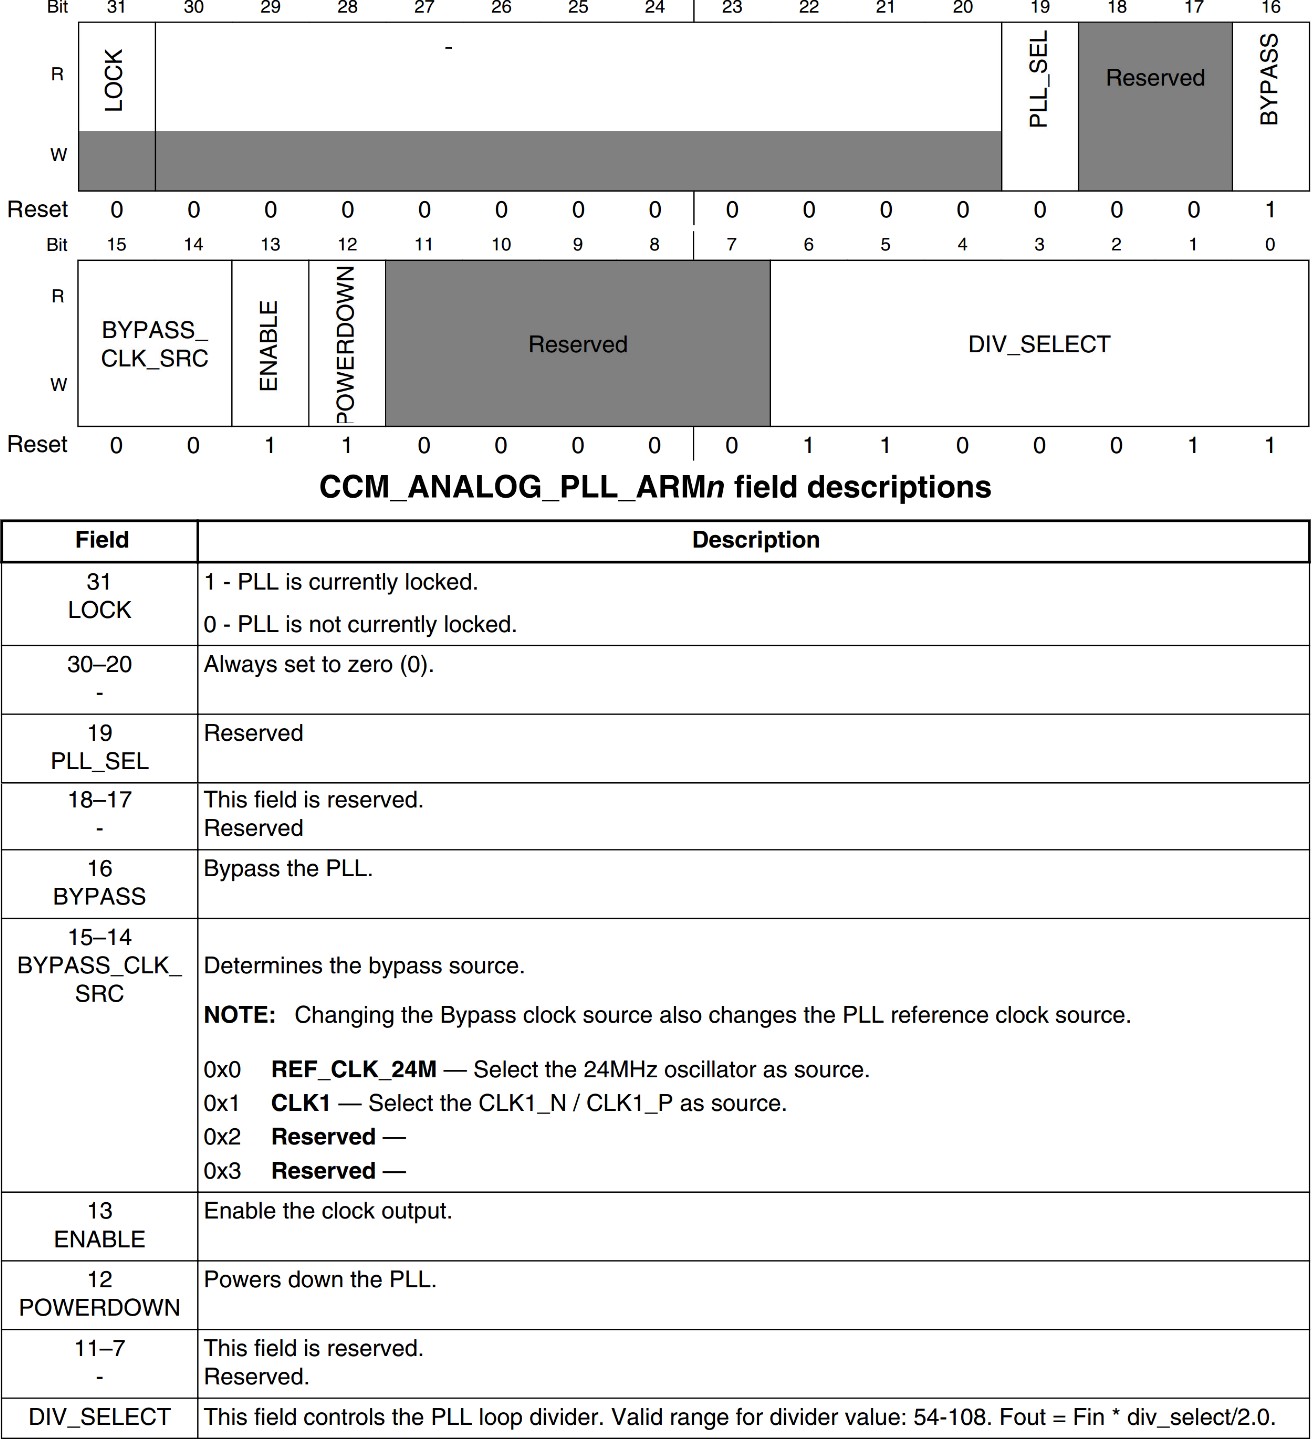 Bit 31 30 29 28 27 26 25 24 23 22 21 20 19 18 17 16
R LOCK - PLL_SEL Reserved BYPASS
W
Reset 0 0 0 0 0 0 0 0 0 0 0 0 0 0 0 1
Bit 15 14 13 12 11 10 9 8 7 6 5 4 3 2 1 0
R
BYPASS_
CLK_SRC
ENABLE
POWERDOWN
Reserved
DIV_SELECT
W
Reset 0 0 1 1 0 0 0 0 0 1 1 0 0 0 1 1
CCM_ANALOG_PLL_ARMn field descriptions
Field Description
31
LOCK
1 - PLL is currently locked.
0 - PLL is not currently locked.
30–20
-
Always set to zero (0).
19
PLL_SEL
Reserved
18–17
-
This field is reserved.
Reserved
16
BYPASS
Bypass the PLL.
15–14
BYPASS_CLK_
SRC
Determines the bypass source.
NOTE: Changing the Bypass clock source also changes the PLL reference clock source.
0x0 REF_CLK_24M — Select the 24MHz oscillator as source.
0x1 CLK1 — Select the CLK1_N / CLK1_P as source.
0x2 Reserved —
0x3 Reserved —
13
ENABLE
Enable the clock output.
12
POWERDOWN
Powers down the PLL.
11–7
-
This field is reserved.
Reserved.
DIV_SELECT This field controls the PLL loop divider. Valid range for divider value: 54-108. Fout = Fin * div_select/2.0.